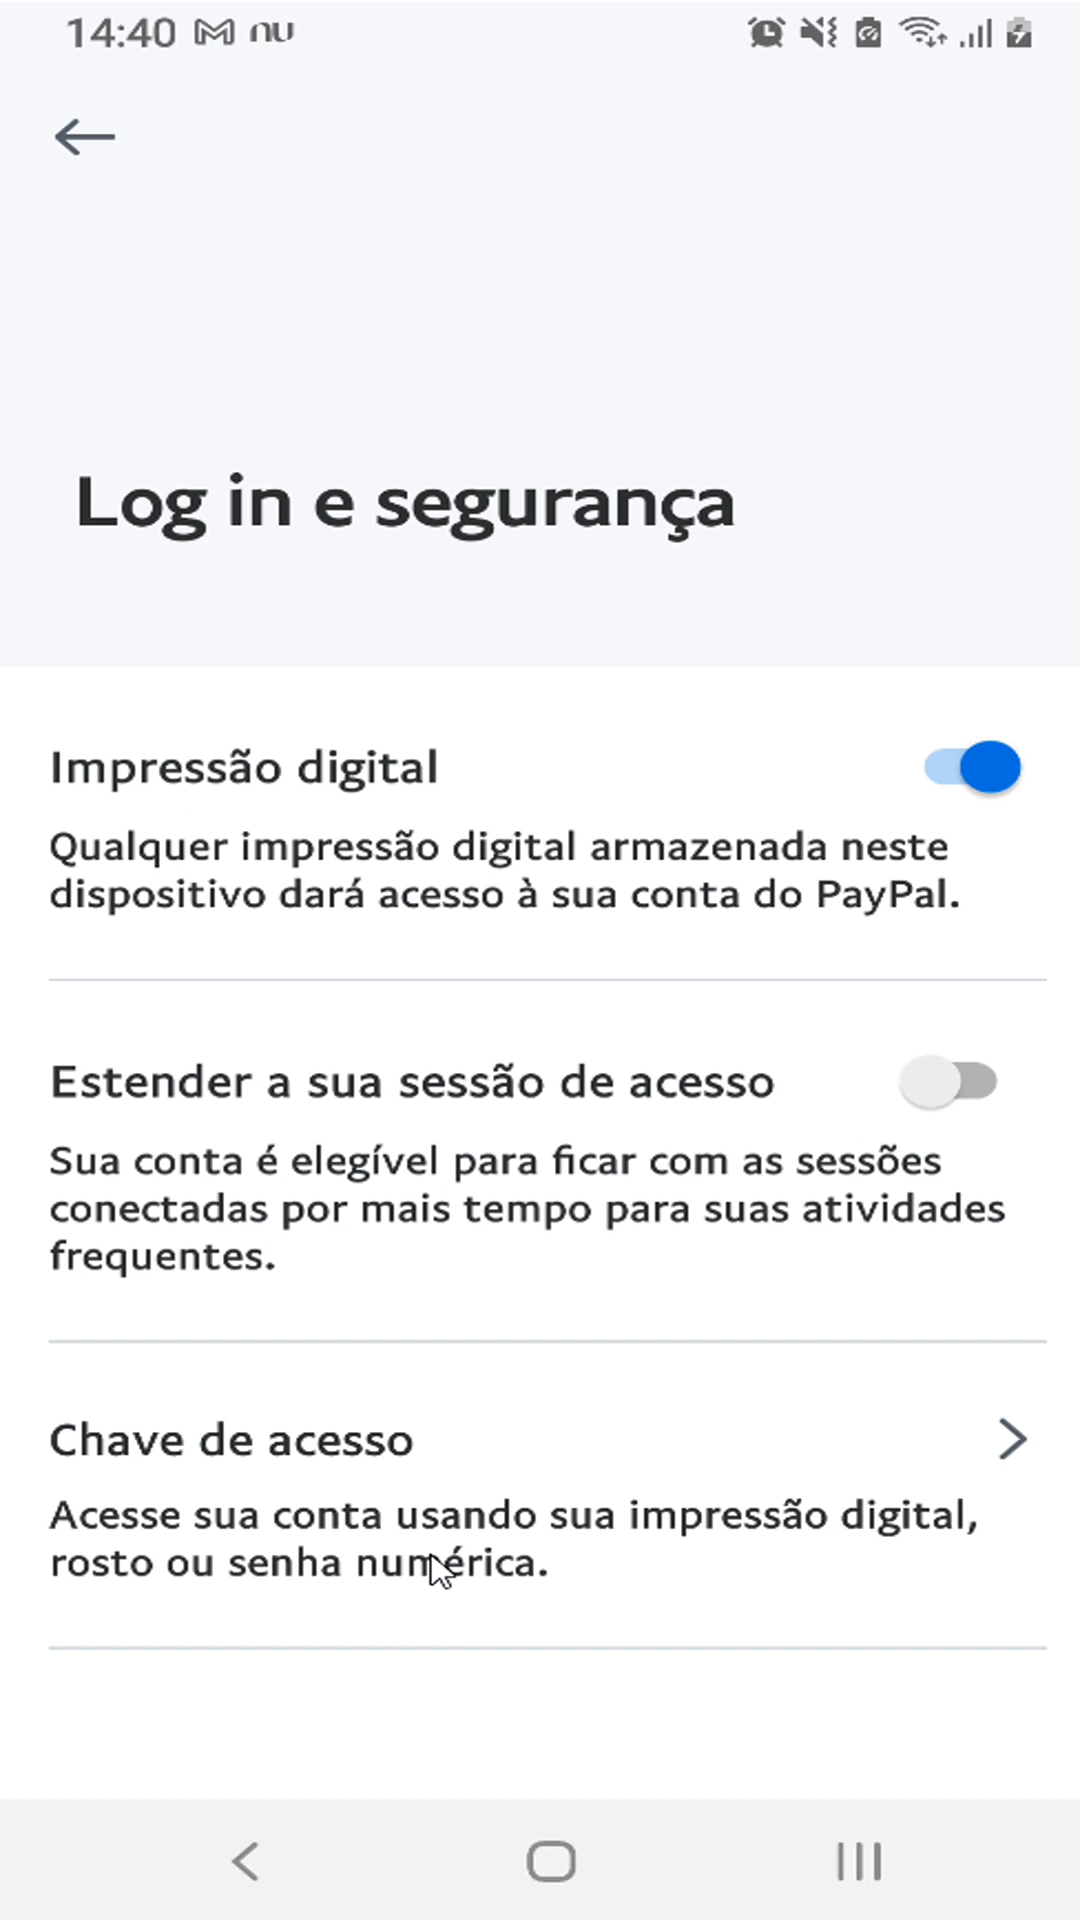 14:40 nu
Log in e segurança
Impressão digital
Qualquer impressão digital armazenada neste
dispositivo dará acesso à sua conta do PayPal.
Estender a sua sessão de acesso
Sua conta é elegível para ficar com as sessões
conectadas por mais tempo para suas atividades
frequentes.
Chave de acesso
Acesse sua conta usando sua impressão digital,
rosto ou senha numérica.